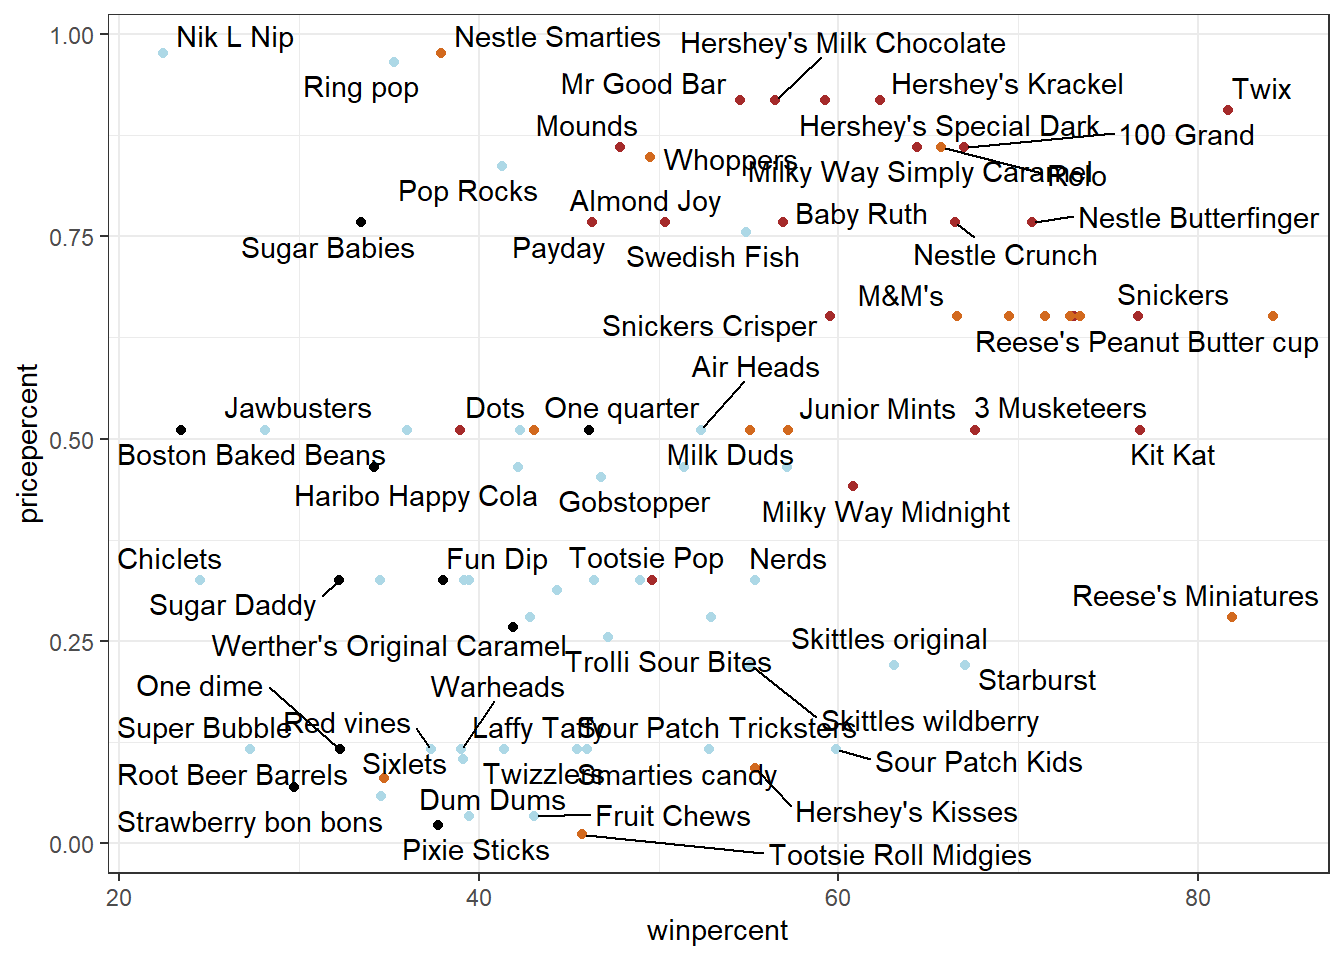 1.00
Nik L Nip
Nestle Smarties
Hershey's Milk Chocolate
Ring pop
Mr Good Bar
Hershey's Krackel
Twix
Mounds
Hershey's Special Dark
100 Grand
Whoppers
Milky Way Simply Caramel
Rolo
Pop Rocks
Almond Joy
Baby Ruth
Nestle Butterfinger
0.75
Sugar Babies
Payday
Swedish Fish
Nestle Crunch
M&M's
Snickers
Snickers Crisper
Reese's Peanut Butter cup
Air Heads
Jawbusters
Dots
One quarter
Junior Mints
3 Musketeers
0.50
Boston Baked Beans
Milk Duds
Kit Kat
Haribo Happy Cola
Gobstopper
Milky Way Midnight
pricepercent
Chiclets
Fun Dip
Tootsie Pop
Nerds
Sugar Daddy
Reese's Miniatures
0.25
Werther's Original Caramel
Skittles original
Trolli Sour Bites
Starburst
One dime
Warheads
Super Bubble
Red vines
Laffy Taffy
Sour Patch Tricksters
Skittles wildberry
Sixlets
Sour Patch Kids
Root Beer Barrels
Twizzlers
Smarties candy
Dum Dums
Fruit Chews
Hershey's Kisses
Strawberry bon bons
0.00
Pixie Sticks
Tootsie Roll Midgies
20
40
60
80
winpercent